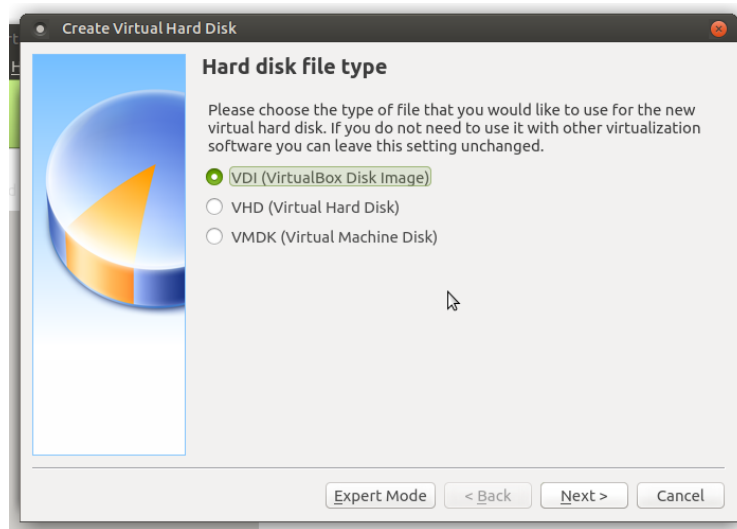 Create Virtual Hard Disk
Hard disk file type
Please choose the type of file that you would like to use for the new
virtual hard disk. If you do not need to use it with other virtualization
software you can leave this setting unchanged.
VDI (VirtualBox Disk Image)
VHD (Virtual Hard Disk)
VMDK (Virtual Machine Disk)
Expert Mode
< Back
Next >
Cancel